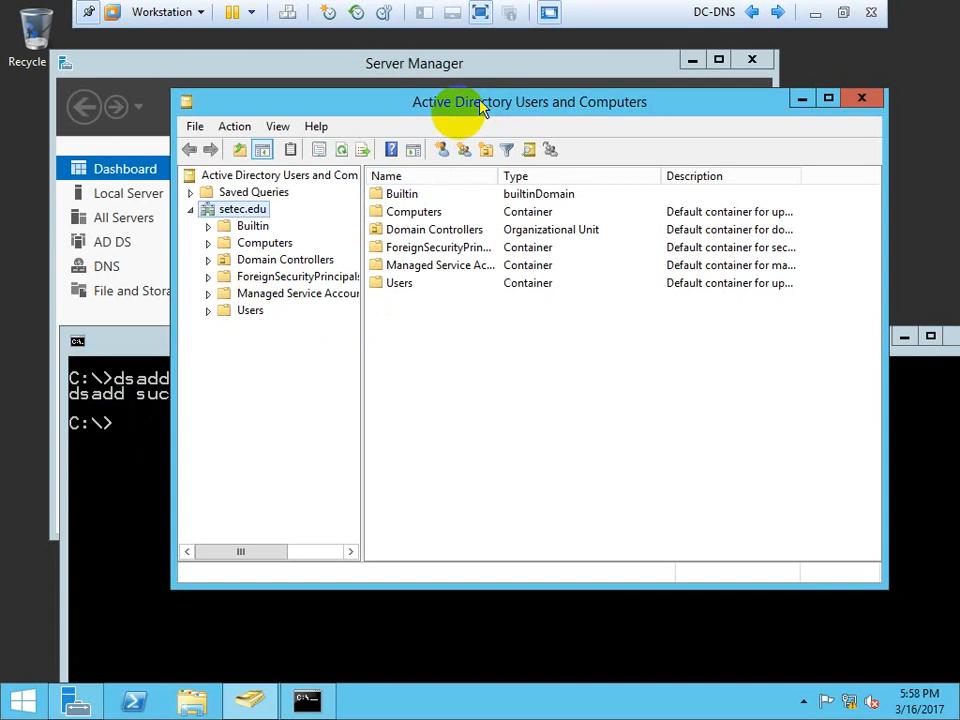 Workstation
DC-DNS
Recycle
Server Manager
Active Directory Users and Computers
File Action View Help
Dashboard
Local Server
All Servers
AD DS
DNS
File and Stora
Active Directory Users and Com
Saved Queries
setec.edu
Builtin
Computers
Domain Controllers
ForeignSecurityPrincipals
Managed Service Accour
Users
Name Type Description
Builtin builtinDomain
Computers Container Default container for up...
Domain Controllers Organizational Unit Default container for do...
ForeignSecurityPrin... Container Default container for sec...
Managed Service Ac... Container Default container for ma...
Users Container Default container for up...
C:\>dsadd
dsadd suc
C:\>
5:58 PM
3/16/2017